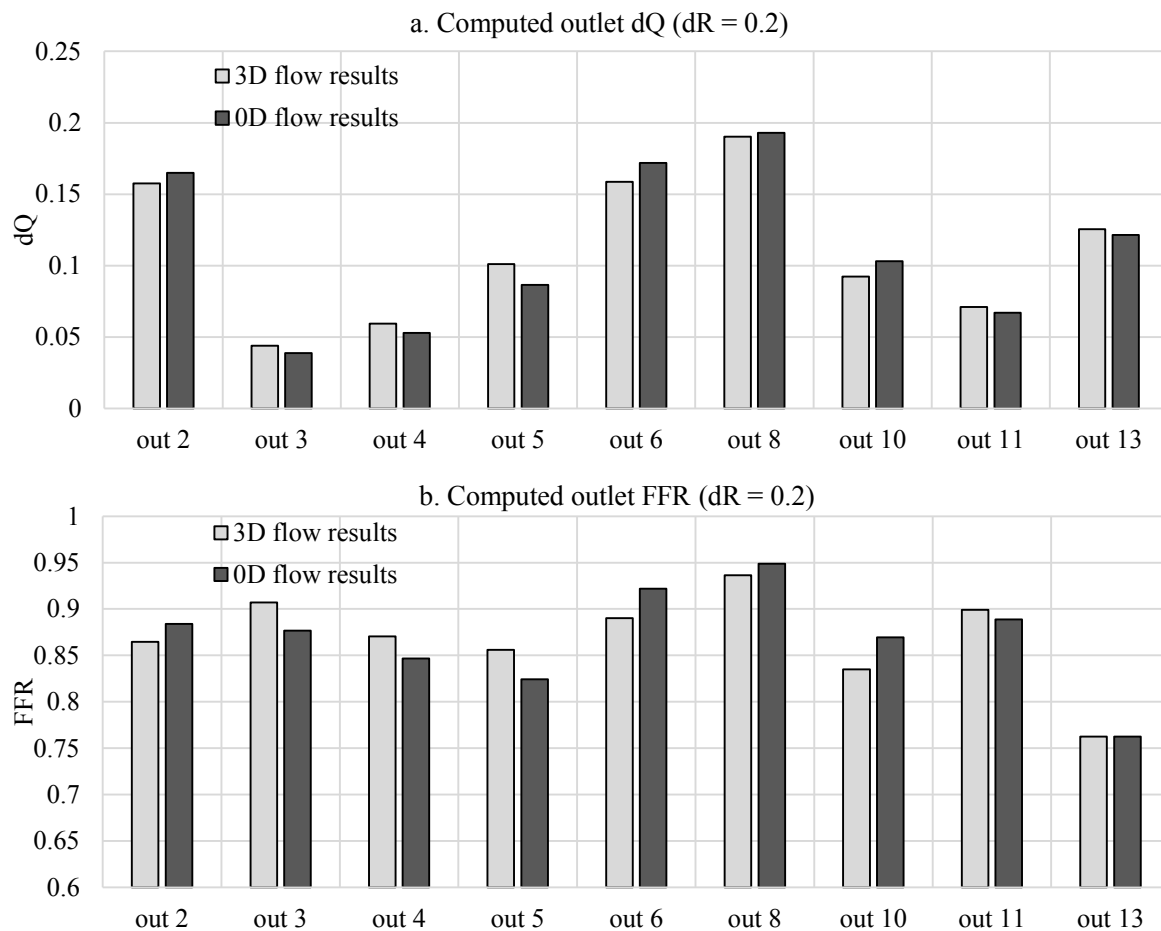 a. Computed outlet dQ (dR = 0.2)
0.25
3D flow results
0.2
0D flow results
0.15
dQ
0.1
0.05
0
out 2 out 3 out 4 out 5 out 6 out 8 out 10 out 11 out 13
b. Computed outlet FFR (dR = 0.2)
1
3D flow results
0.95
0D flow results
0.9
0.85
0.8
FFR
0.75
0.7
0.65
0.6
out 2 out 3 out 4 out 5 out 6 out 8 out 10 out 11 out 13